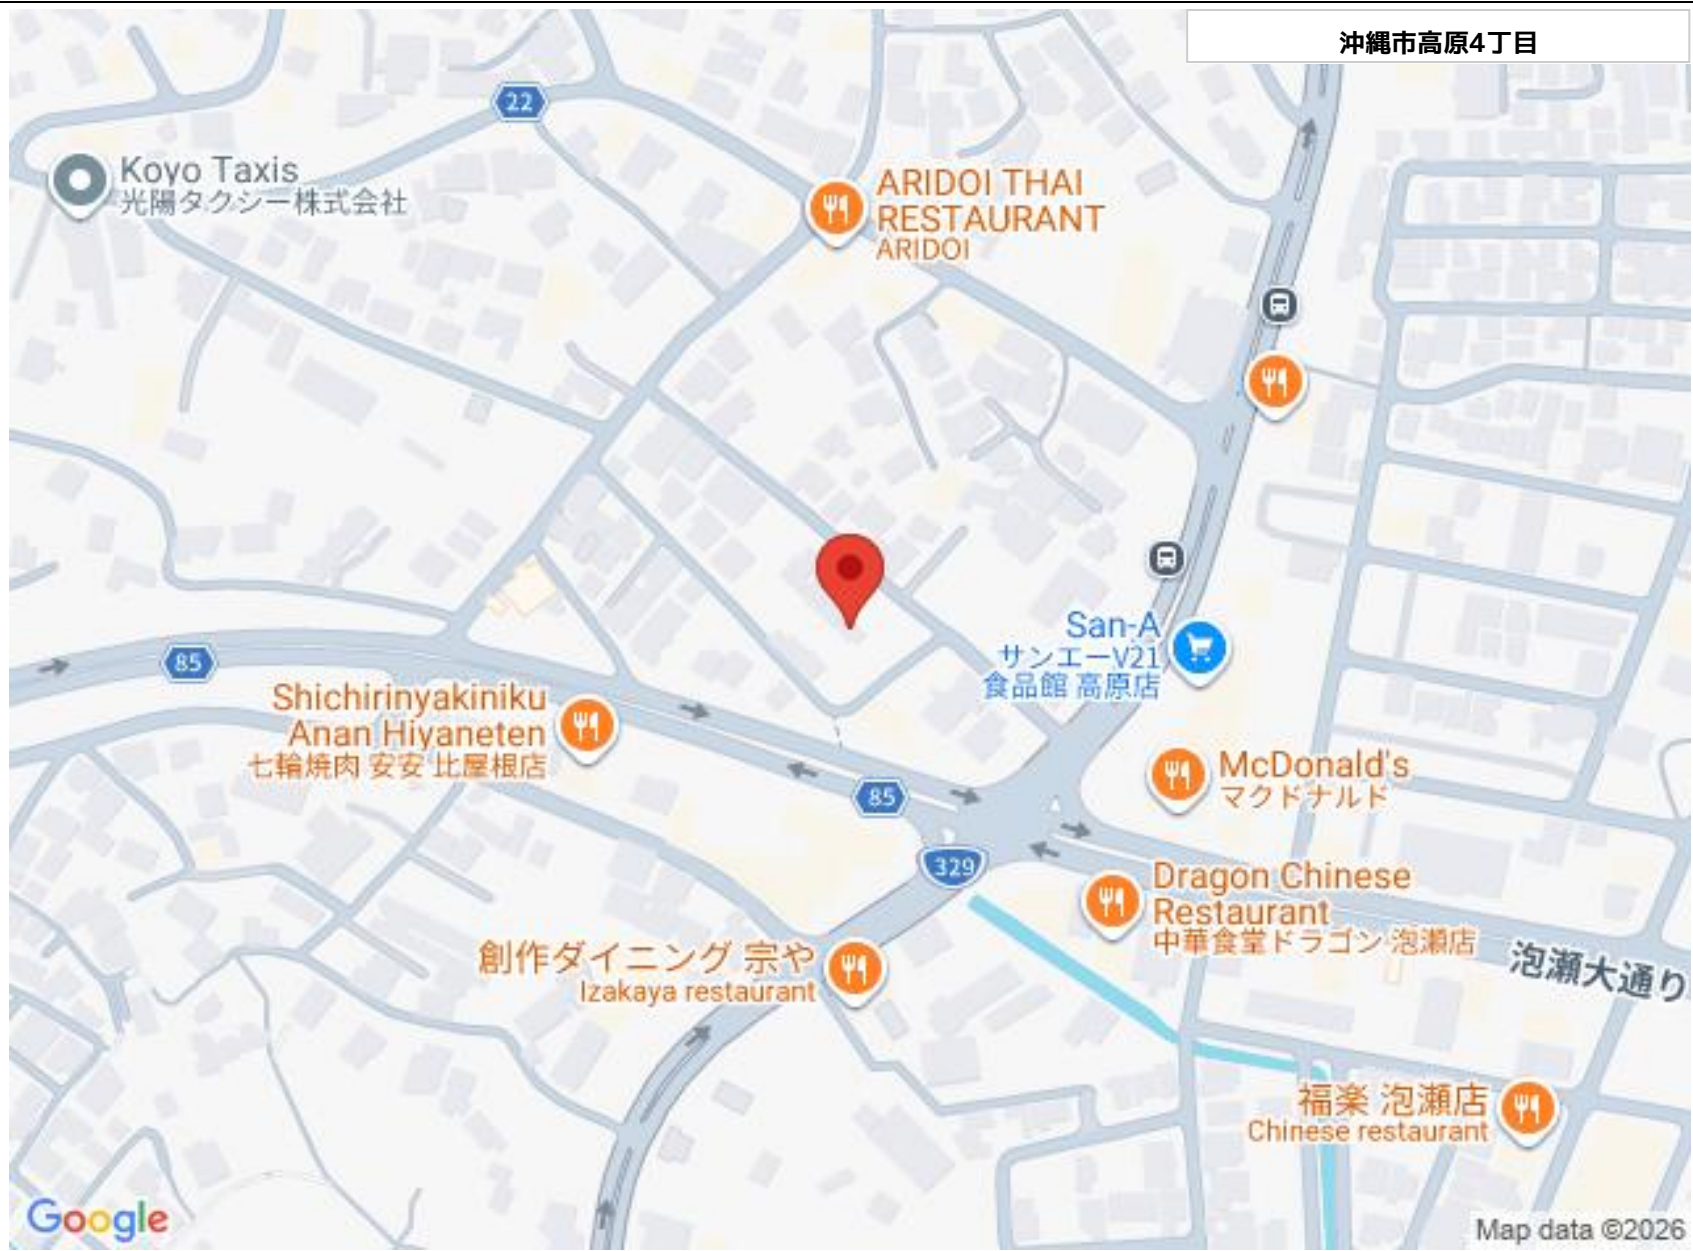 沖縄市高原4丁目
22
Koyo Taxis
光陽タクシー株式会社
ARIDOI THAI
RESTAURANT
ARIDOI
San-A
サンエーV21
食品館 高原店
85
Shichirinyakiniku
Anan Hiyaneten
七輪焼肉 安安 比屋根店
McDonald's
マクドナルド
85
329
Dragon Chinese
Restaurant
中華食堂ドラゴン 泡瀬店
泡瀬大通り
創作ダイニング 宗や
Izakaya restaurant
福楽 泡瀬店
Chinese restaurant
Google
Map data ©2026